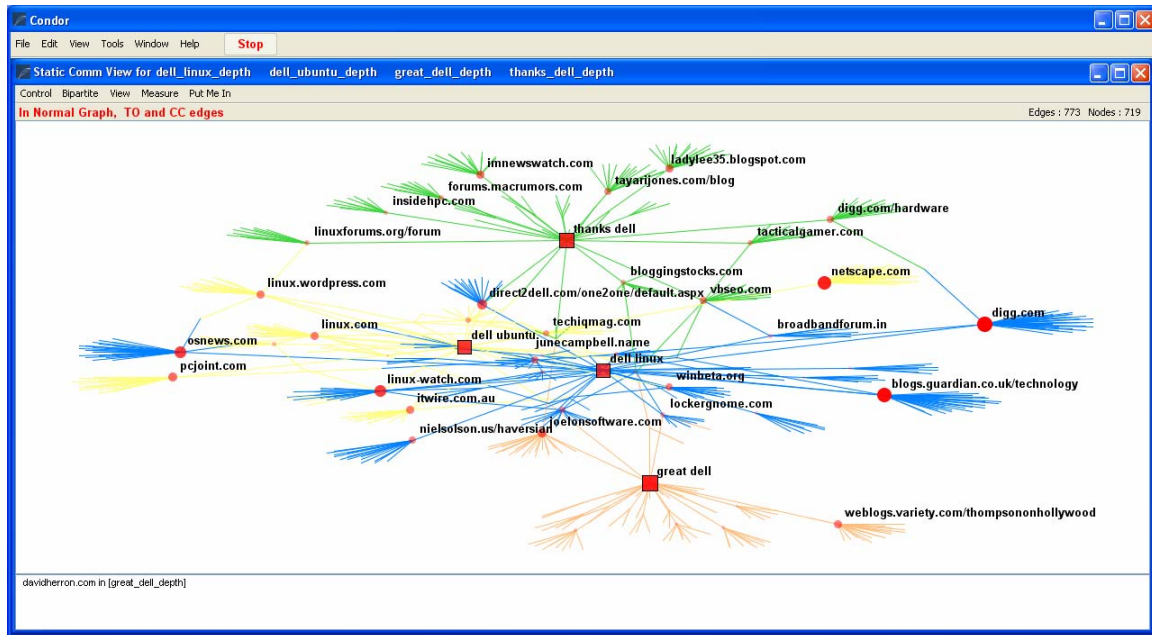 Condor
File Edit View Tools Window Help Stop
Static Comm View for dell_linux_depth dell_ubuntu_depth great_dell_depth thanks_dell_depth
Control Bipartite View Measure Put Me In
In Normal Graph, TO and CC edges Edges : 773 Nodes : 719
imnewswatch.com
ladylee35.blogspot.com
forums.macrumors.com
tayarijones.com/blog
insidehpc.com
digg.com/hardware
linuxforums.org/forum
thanks dell
tacticalgamer.com
bloggingstocks.com
netscape.com
linux.wordpress.com
direct2dell.com/one2one/default.aspx
vbseo.com
linux.com
techiqmag.com
broadbandforum.in
digg.com
osnews.com
dell ubuntu
junecampbell.name
pcjoint.com
dell linux
linux-watch.com
winbeta.org
blogs.guardian.co.uk/technology
itwire.com.au
lockergnome.com
nielsolson.us/haversian
joelonsoftware.com
great dell
weblogs.variety.com/thompsononhollywood
davidherron.com in [great_dell_depth]